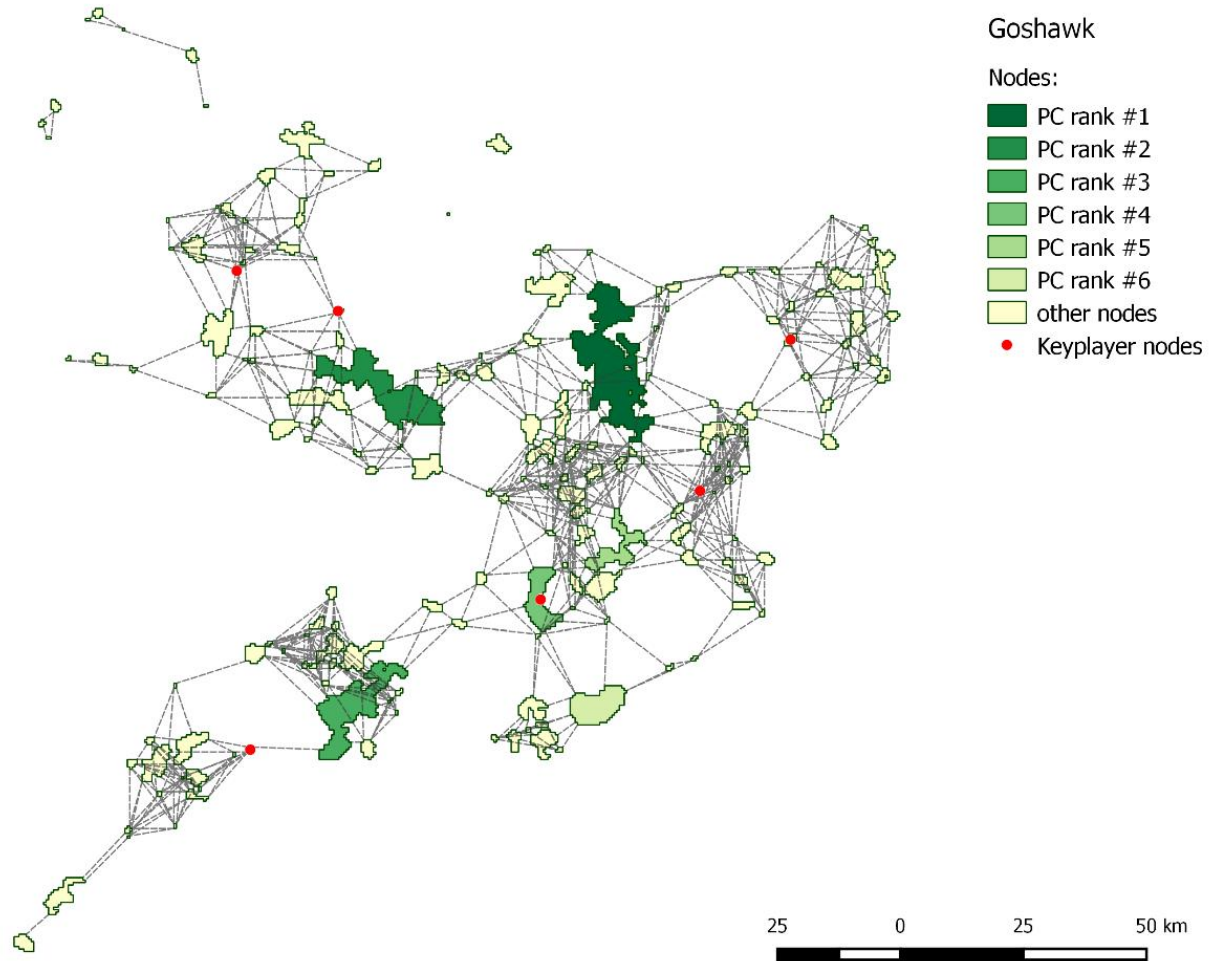 Goshawk
Nodes:
PC rank #1
PC rank #2
PC rank #3
PC rank #4
PC rank #5
PC rank #6
other nodes
Keyplayer nodes
25 0 25 50 km